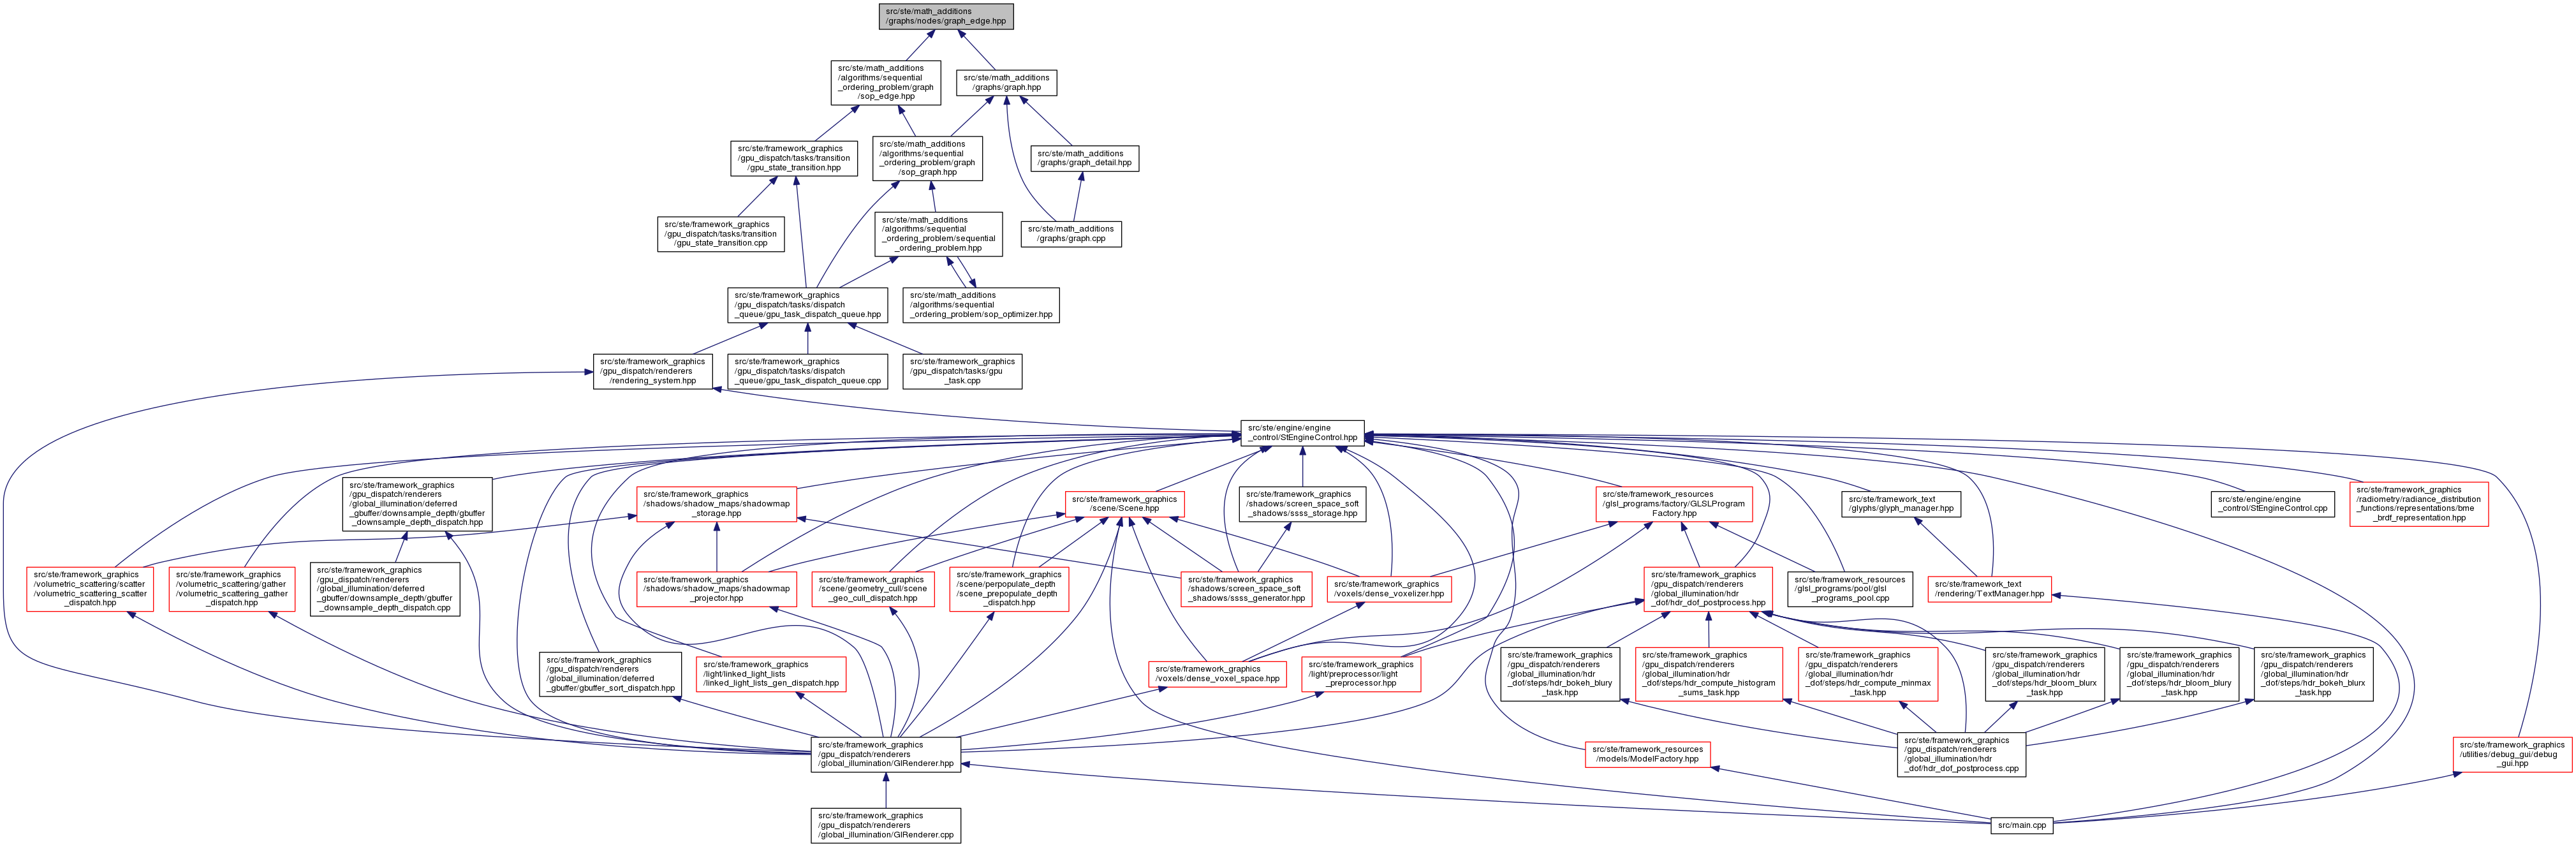 src/ste/math_additions
/graphs/nodes/graph_edge.hpp
src/ste/math_additions
/algorithms/sequential
_ordering_problem/graph
/sop_edge.hpp
src/ste/math_additions
/graphs/graph.hpp
src/ste/framework_graphics
/gpu_dispatch/tasks/transition
/gpu_state_transition.hpp
src/ste/math_additions
/algorithms/sequential
_ordering_problem/graph
/sop_graph.hpp
src/ste/math_additions
/graphs/graph_detail.hpp
src/ste/framework_graphics
/gpu_dispatch/tasks/transition
/gpu_state_transition.cpp
src/ste/math_additions
/algorithms/sequential
_ordering_problem/sequential
_ordering_problem.hpp
src/ste/math_additions
/graphs/graph.cpp
src/ste/framework_graphics
/gpu_dispatch/tasks/dispatch
_queue/gpu_task_dispatch_queue.hpp
src/ste/math_additions
/algorithms/sequential
_ordering_problem/sop_optimizer.hpp
src/ste/framework_graphics
/gpu_dispatch/renderers
/rendering_system.hpp
src/ste/framework_graphics
/gpu_dispatch/tasks/dispatch
_queue/gpu_task_dispatch_queue.cpp
src/ste/framework_graphics
/gpu_dispatch/tasks/gpu
_task.cpp
src/ste/engine/engine
_control/StEngineControl.hpp
src/ste/framework_graphics
/gpu_dispatch/renderers
/global_illumination/deferred
_gbuffer/downsample_depth/gbuffer
_downsample_depth_dispatch.hpp
src/ste/framework_graphics
/shadows/shadow_maps/shadowmap
_storage.hpp
src/ste/framework_graphics
/scene/Scene.hpp
src/ste/framework_graphics
/shadows/screen_space_soft
_shadows/ssss_storage.hpp
src/ste/framework_resources
/glsl_programs/factory/GLSLProgram
Factory.hpp
src/ste/framework_text
/glyphs/glyph_manager.hpp
src/ste/engine/engine
_control/StEngineControl.cpp
src/ste/framework_graphics
/radiometry/radiance_distribution
_functions/representations/bme
_brdf_representation.hpp
src/ste/framework_graphics
/volumetric_scattering/scatter
/volumetric_scattering_scatter
_dispatch.hpp
src/ste/framework_graphics
/volumetric_scattering/gather
/volumetric_scattering_gather
_dispatch.hpp
src/ste/framework_graphics
/gpu_dispatch/renderers
/global_illumination/deferred
_gbuffer/downsample_depth/gbuffer
_downsample_depth_dispatch.cpp
src/ste/framework_graphics
/shadows/shadow_maps/shadowmap
_projector.hpp
src/ste/framework_graphics
/scene/geometry_cull/scene
_geo_cull_dispatch.hpp
src/ste/framework_graphics
/scene/perpopulate_depth
/scene_prepopulate_depth
_dispatch.hpp
src/ste/framework_graphics
/shadows/screen_space_soft
_shadows/ssss_generator.hpp
src/ste/framework_graphics
/voxels/dense_voxelizer.hpp
src/ste/framework_graphics
/gpu_dispatch/renderers
/global_illumination/hdr
_dof/hdr_dof_postprocess.hpp
src/ste/framework_resources
/glsl_programs/pool/glsl
_programs_pool.cpp
src/ste/framework_text
/rendering/TextManager.hpp
src/ste/framework_graphics
/gpu_dispatch/renderers
/global_illumination/deferred
_gbuffer/gbuffer_sort_dispatch.hpp
src/ste/framework_graphics
/light/linked_light_lists
/linked_light_lists_gen_dispatch.hpp
src/ste/framework_graphics
/voxels/dense_voxel_space.hpp
src/ste/framework_graphics
/light/preprocessor/light
_preprocessor.hpp
src/ste/framework_graphics
/gpu_dispatch/renderers
/global_illumination/hdr
_dof/steps/hdr_bokeh_blury
_task.hpp
src/ste/framework_graphics
/gpu_dispatch/renderers
/global_illumination/hdr
_dof/steps/hdr_compute_histogram
_sums_task.hpp
src/ste/framework_graphics
/gpu_dispatch/renderers
/global_illumination/hdr
_dof/steps/hdr_compute_minmax
_task.hpp
src/ste/framework_graphics
/gpu_dispatch/renderers
/global_illumination/hdr
_dof/steps/hdr_bloom_blurx
_task.hpp
src/ste/framework_graphics
/gpu_dispatch/renderers
/global_illumination/hdr
_dof/steps/hdr_bloom_blury
_task.hpp
src/ste/framework_graphics
/gpu_dispatch/renderers
/global_illumination/hdr
_dof/steps/hdr_bokeh_blurx
_task.hpp
src/ste/framework_graphics
/gpu_dispatch/renderers
/global_illumination/GIRenderer.hpp
src/ste/framework_resources
/models/ModelFactory.hpp
src/ste/framework_graphics
/gpu_dispatch/renderers
/global_illumination/hdr
_dof/hdr_dof_postprocess.cpp
src/ste/framework_graphics
/utilities/debug_gui/debug
_gui.hpp
src/ste/framework_graphics
/gpu_dispatch/renderers
/global_illumination/GIRenderer.cpp
src/main.cpp